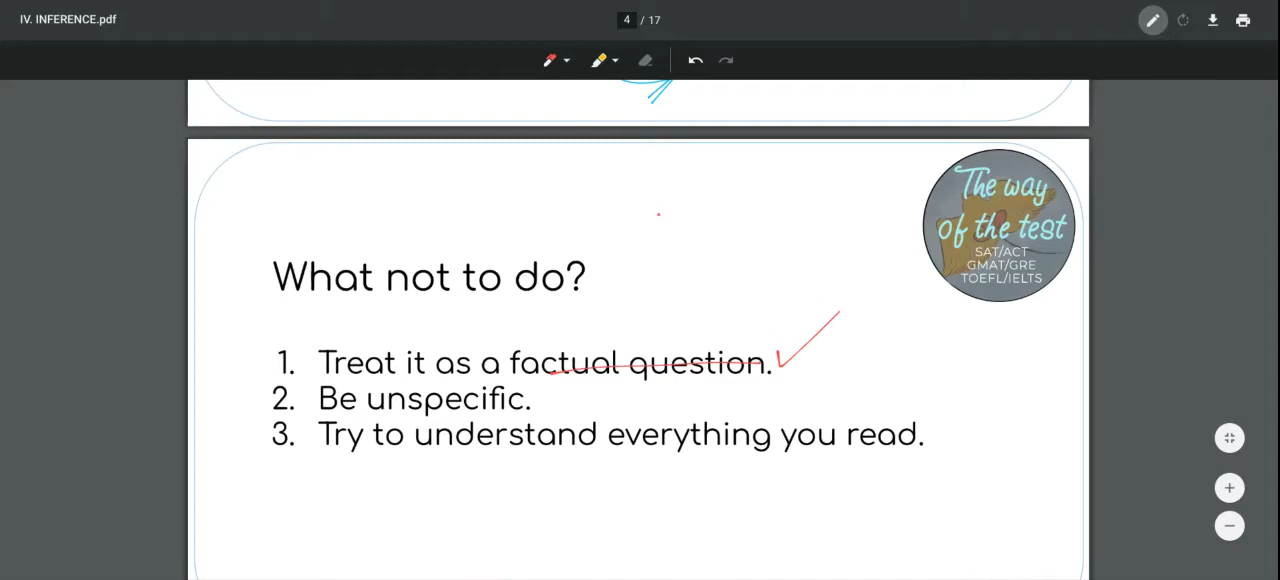 IV. INFERENCE.pdf
4 / 17
The way
of the test
SAT/ACT
GMAT/GRE
TOEFL/IELTS
What not to do?
1. Treat it as a factual question.
2. Be unspecific.
3. Try to understand everything you read.